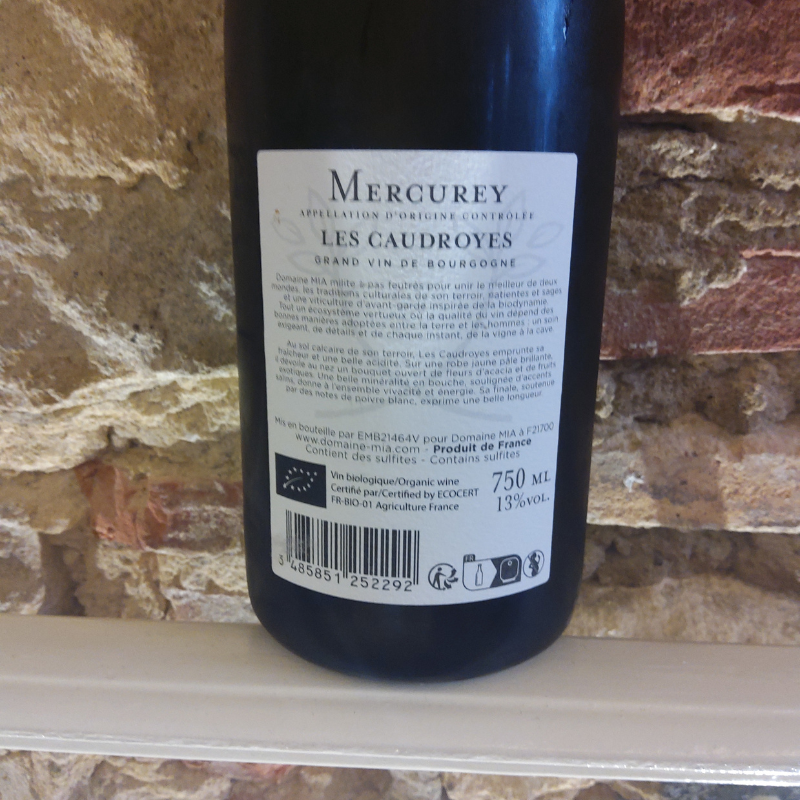 MERCUREY
APPELLATION D'ORIGINE CONTRÔLÉE
LES CAUDROYES
GRAND VIN DE BOURGOGNE
Domaine MIA milite à pas feutrés pour unir le meilleur de deux
mondes, les traditions culturales de son terroir, patientes et sages
et une viticulture d'avant-garde inspirée de la biodynamie.
Tout un écosystème vertueux où la qualité du vin dépend des
bonnes manières adoptées entre la terre et les hommes : un soin
exigeant, de détails et de chaque instant, de la vigne à la cave.
Au sol calcaire de son terroir, Les Caudroyes emprunte sa
fraîcheur et une belle acidité. Sur une robe jaune pâle brillante,
il dévoile au nez un bouquet ouvert de fleurs d'acacia et de fruits
exotiques. Une belle minéralité en bouche, soulignée d'accents
salins, donne à l'ensemble vivacité et énergie. Sa finale, soutenue
par des notes de poivre blanc, exprime une belle longueur.
Mis en bouteille par EMB21464V pour Domaine MIA à F21700
www.domaine-mia.com - Produit de France
Contient des sulfites - Contains sulfites
Vin biologique/Organic wine
Certifié par/Certified by ECOCERT
FR-BIO-01 Agriculture France
750 ML
13%VOL.
3 485851 252292
FR